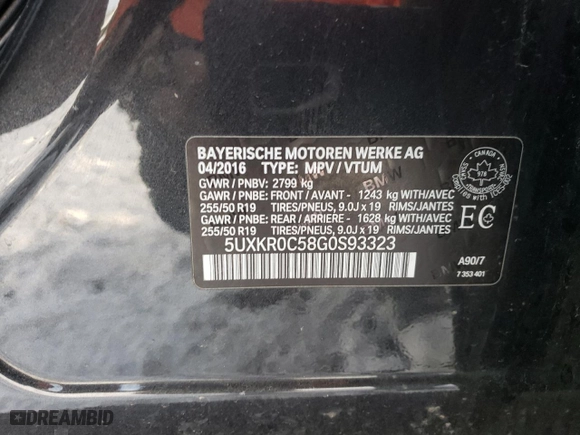 BAYERISCHE MOTOREN WERKE AG
04/2016 TYPE: MPV / VTUM
GVWR / PNBV: 2799 kg
GAWR / PNBE: FRONT / AVANT - 1243 kg WITH/AVEC
255/50 R19 TIRES/PNEUS, 9.0J x 19 RIMS/JANTES
GAWR / PNBE: REAR / ARRIERE - 1628 kg WITH/AVEC
255/50 R19 TIRES/PNEUS, 9.0J x 19 RIMS/JANTES
5UXKR0C58G0S93323
CANADA
978
EC
A90/7
7 353 401
BMW
DREAMBID